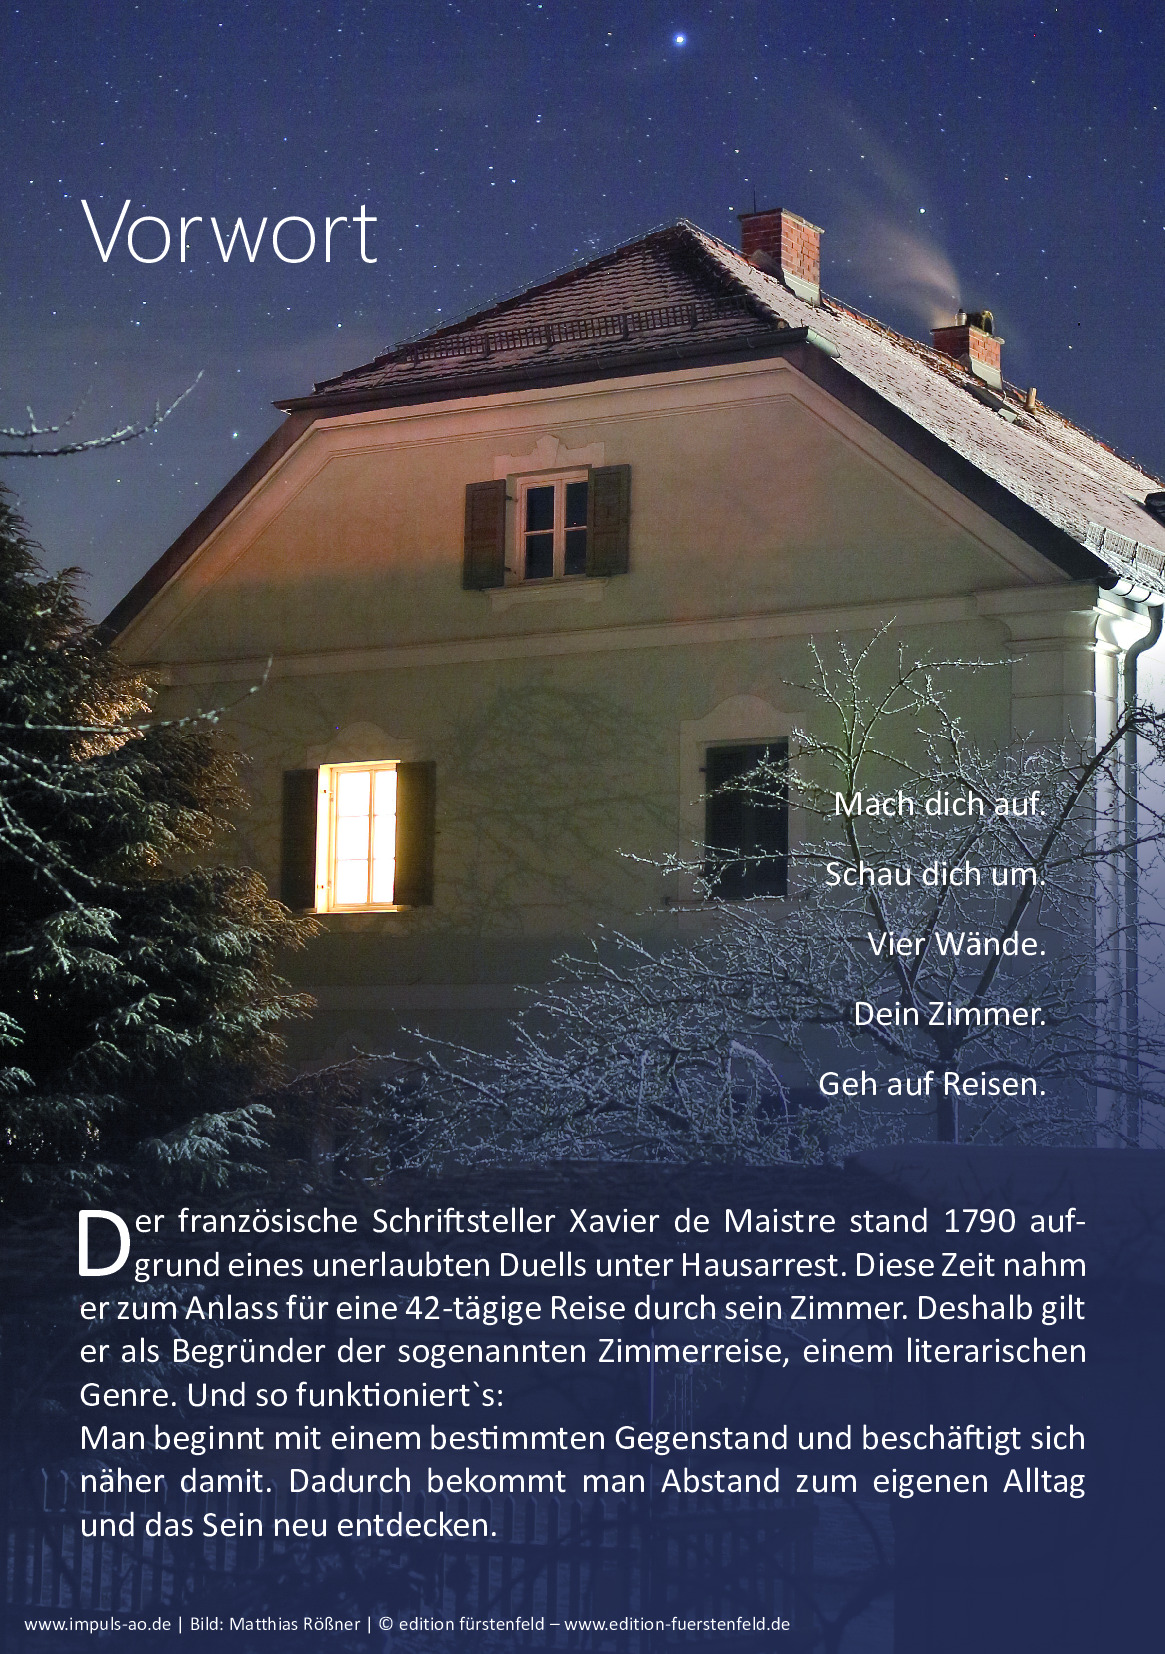 Vorwort
Mach dich auf.
Schau dich um.
Vier Wände.
Dein Zimmer.
Geh auf Reisen.
Der französische Schriftsteller Xavier de Maistre stand 1790 auf-
grund eines unerlaubten Duells unter Hausarrest. Diese Zeit nahm
er zum Anlass für eine 42-tägige Reise durch sein Zimmer. Deshalb gilt
er als Begründer der sogenannten Zimmerreise, einem literarischen
Genre. Und so funktioniert`s:
Man beginnt mit einem bestimmten Gegenstand und beschäftigt sich
näher damit. Dadurch bekommt man Abstand zum eigenen Alltag
und das Sein neu entdecken.
www.impuls-ao.de | Bild: Matthias Rößner | © edition fürstenfeld – www.edition-fuerstenfeld.de